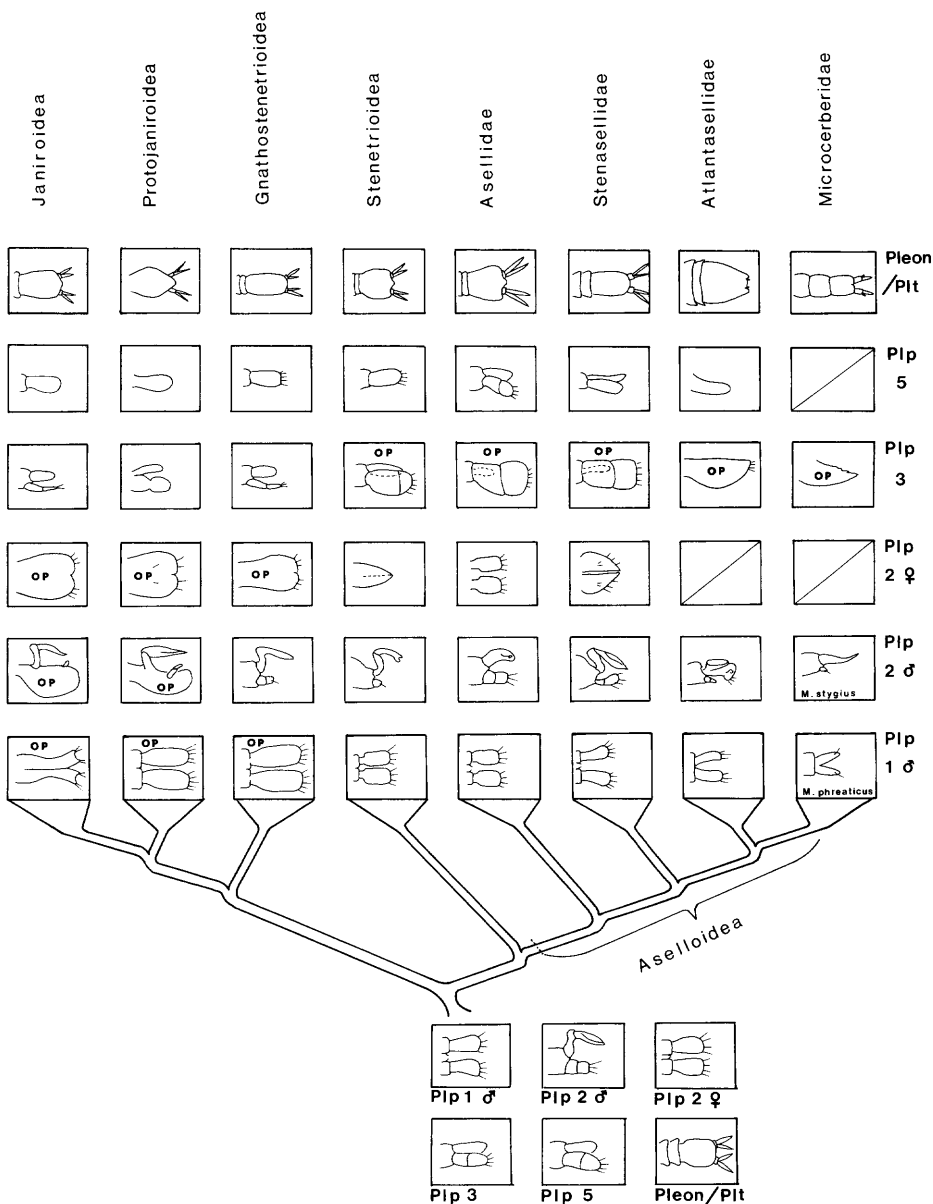 Janiroidea
Protojaniroidea
Gnathostenetrioidea
Stenetrioidea
Asellidae
Stenasellidae
Atlantasellidae
Microcerberidae
Pleon
/Plt
Plp
5
OP
OP
OP
OP
OP
Plp
3
OP
OP
OP
Plp
2 ♀
OP
OP
M. stygius
Plp
2 ♂
OP
OP
OP
M. phreaticus
Plp
1 ♂
Aselloidea
Plp 1 ♂
Plp 2 ♂
Plp 2 ♀
Plp 3
Plp 5
Pleon/Plt